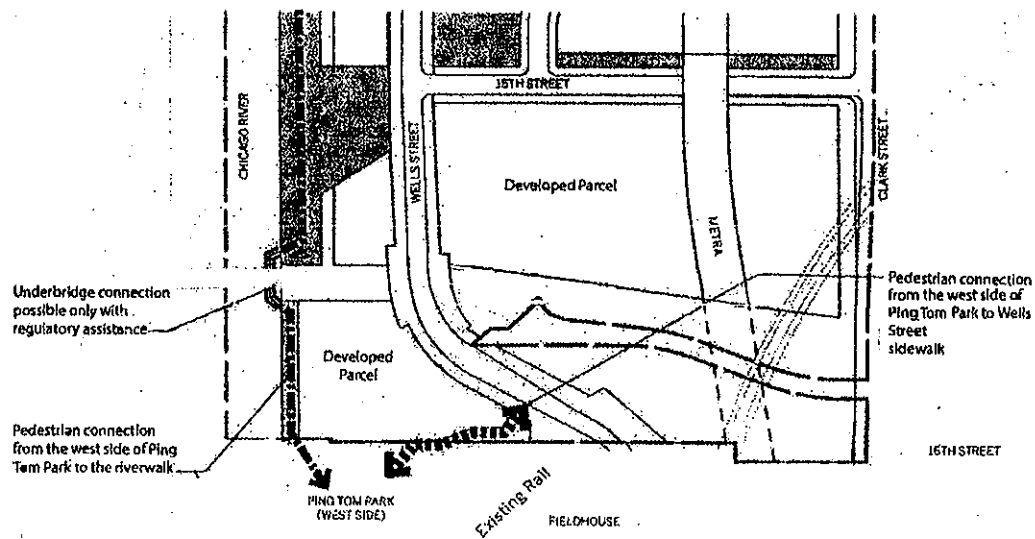 15TH STREET
CHICAGO RIVER
WELLS STREET
CLARK STREET
Developed Parcel
METRA
Underbridge connection
possible only with
regulatory assistance
Pedestrian connection
from the west side of
Ping Tom Park to Wells
Street
sidewalk
Developed
Parcel
Pedestrian connection
from the west side of Ping
Tom Park to the riverwalk
16TH STREET
PING TOM PARK
(WEST SIDE)
Existing Rail
FIELDHOUSE